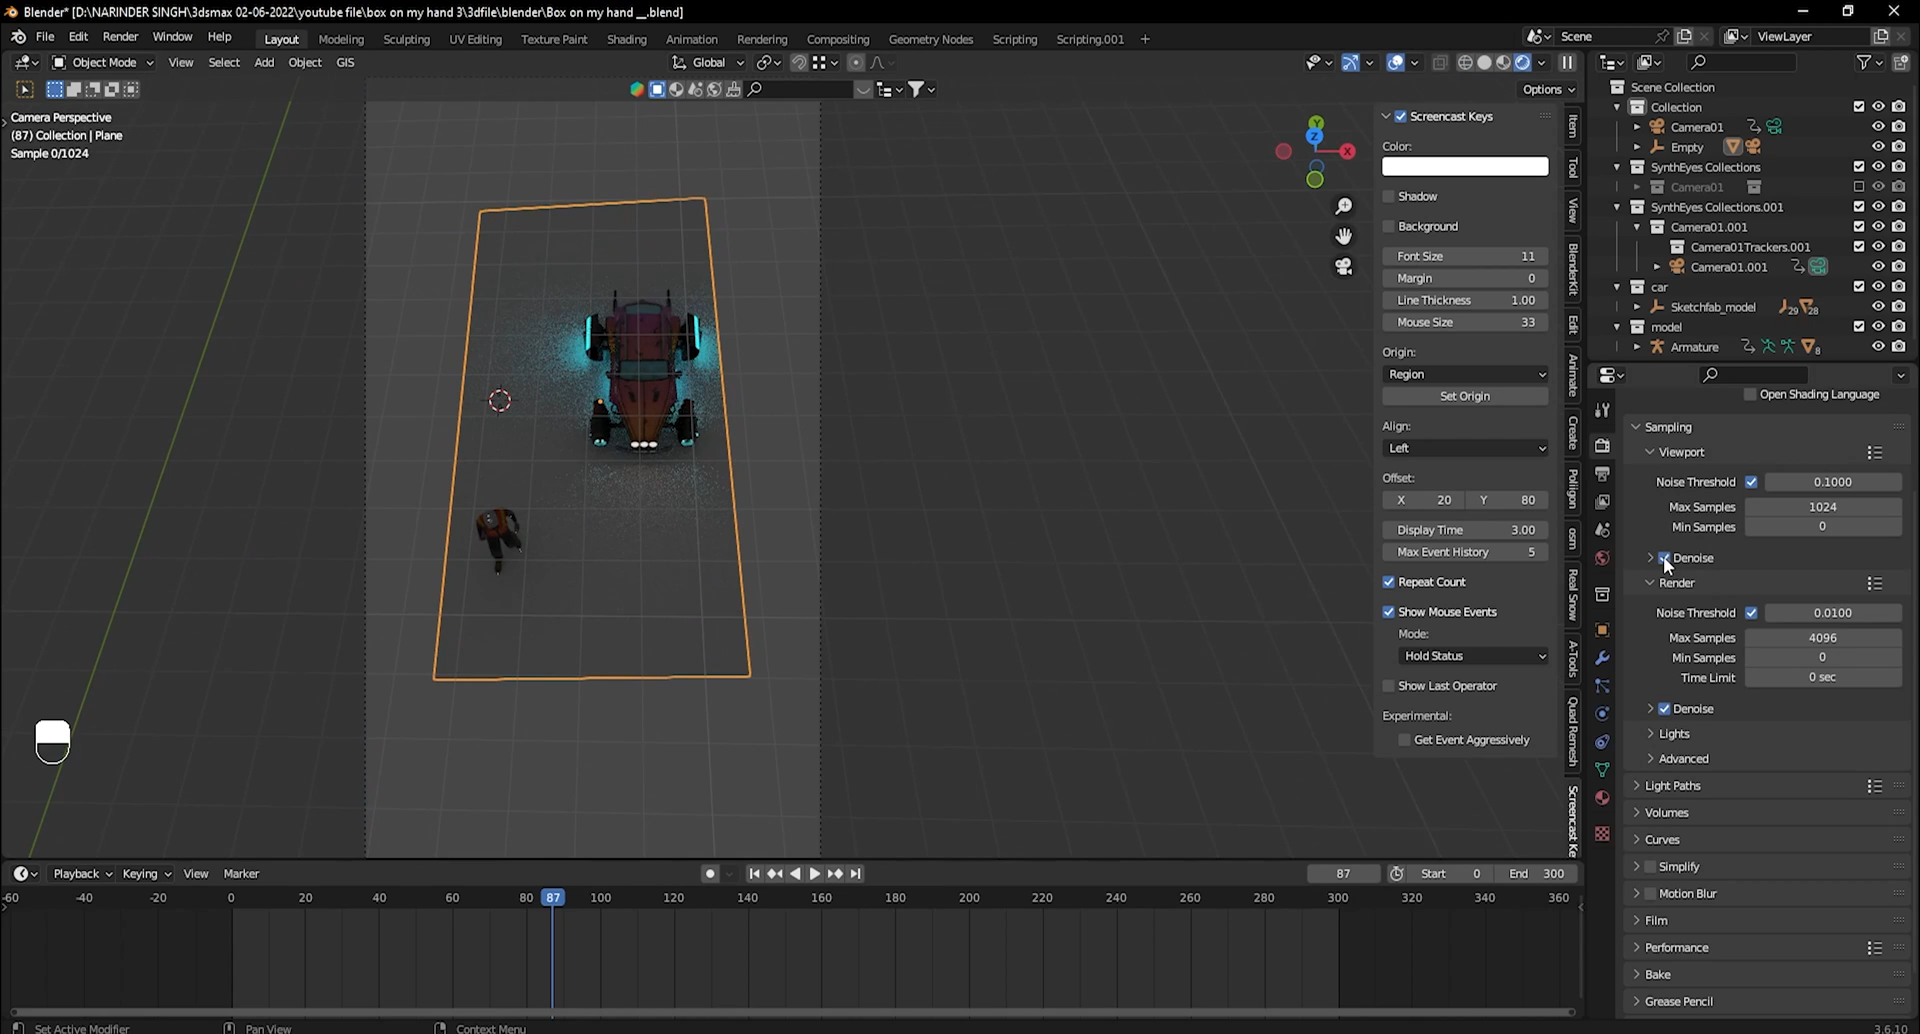 Blender* [D:\NARINDER SINGH\3dsmax 02-06-2022\youtube file\box on my hand 3\3dfile\blender\Box on my hand __.blend]
File Edit Render Window Help Layout Modeling Sculpting UV Editing Texture Paint Shading Animation Rendering Compositing Geometry Nodes Scripting Scripting.001 + Scene ViewLayer
Object Mode View Select Add Object GIS Global
Options
Camera Perspective
(87) Collection | Plane
Sample 0/1024
Y
Z
X
Screencast Keys
Color:
Shadow
Background
Font Size 11
Margin 0
Line Thickness 1.00
Mouse Size 33
Origin:
Region
Set Origin
Align:
Left
Offset:
X 20 Y 80
Display Time 3.00
Max Event History 5
Repeat Count
Show Mouse Events
Mode:
Hold Status
Show Last Operator
Experimental:
Get Event Aggressively
Item
Tool
View
BlenderKit
Edit
Animate
Create
Poliigon
osm
Real Snow
A-Tools
Quad Remesh
Screencast Ke
Scene Collection
Collection
Camera01
Empty
SynthEyes Collections
Camera01
SynthEyes Collections.001
Camera01.001
Camera01Trackers.001
Camera01.001
car
Sketchfab_model 29 28
model
Armature 8
Open Shading Language
Sampling
Viewport
Noise Threshold 0.1000
Max Samples 1024
Min Samples 0
Denoise
Render
Noise Threshold 0.0100
Max Samples 4096
Min Samples 0
Time Limit 0 sec
Denoise
Lights
Advanced
Light Paths
Volumes
Curves
Simplify
Motion Blur
Film
Performance
Bake
Grease Pencil
Playback Keying View Marker 87 Start 0 End 300
-60 -40 -20 0 20 40 60 80 87 100 120 140 160 180 200 220 240 260 280 300 320 340 360
Set Active Modifier Pan View Context Menu 3.6.10